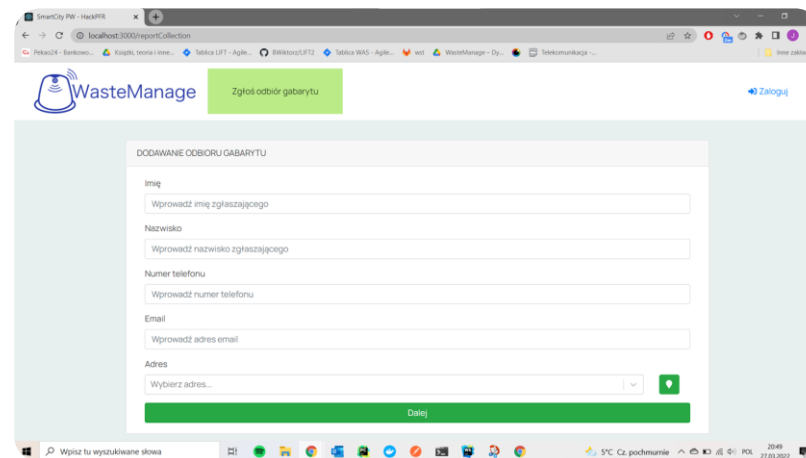 SmartCity PW - HackPFR
localhost:3000/reportCollection
Pekao24 - Bankowo... Książki, teoria i inne... Tablica LIFT - Agile... BWiktorz/LIFT2 Tablica WAS - Agile... wst WasteManage – Dy... Telekomunikacja –... Inne zakła
WasteManage
Zgłoś odbiór gabarytu
Zaloguj
DODAWANIE ODBIORU GABARYTU
Imię
Wprowadź imię zgłaszającego
Nazwisko
Wprowadź nazwisko zgłaszającego
Numer telefonu
Wprowadź numer telefonu
Email
Wprowadź adres email
Adres
Wybierz adres...
Dalej
Wpisz tu wyszukiwane słowa
5°C Cz. pochmurnie
POL
20:49
27.03.2022